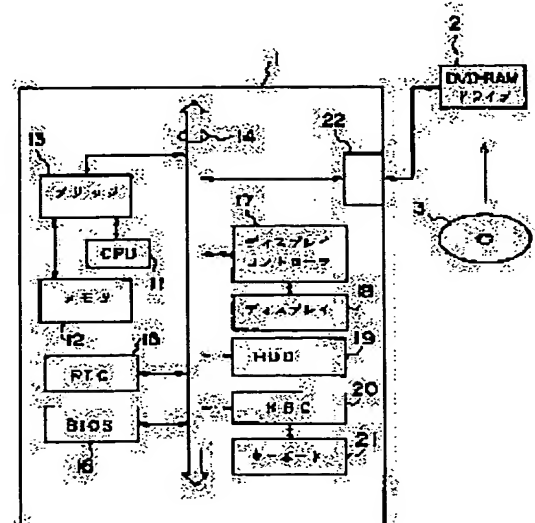 2
DVD-RAM
ドライブ
1
14
22
13
ブリッジ
CPU
11
メモリ
12
15
RTC
BIOS
16
17
ディスプレイ
コントローラ
18
ディスプレイ
19
HDD
20
KBC
21
キーボード
3